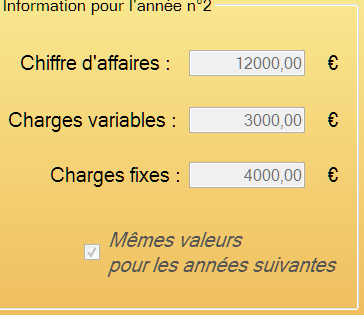 Information pour l'année n°2
Chiffre d'affaires : 12000,00 €
Charges variables : 3000,00 €
Charges fixes : 4000,00 €
Mêmes valeurs
pour les années suivantes